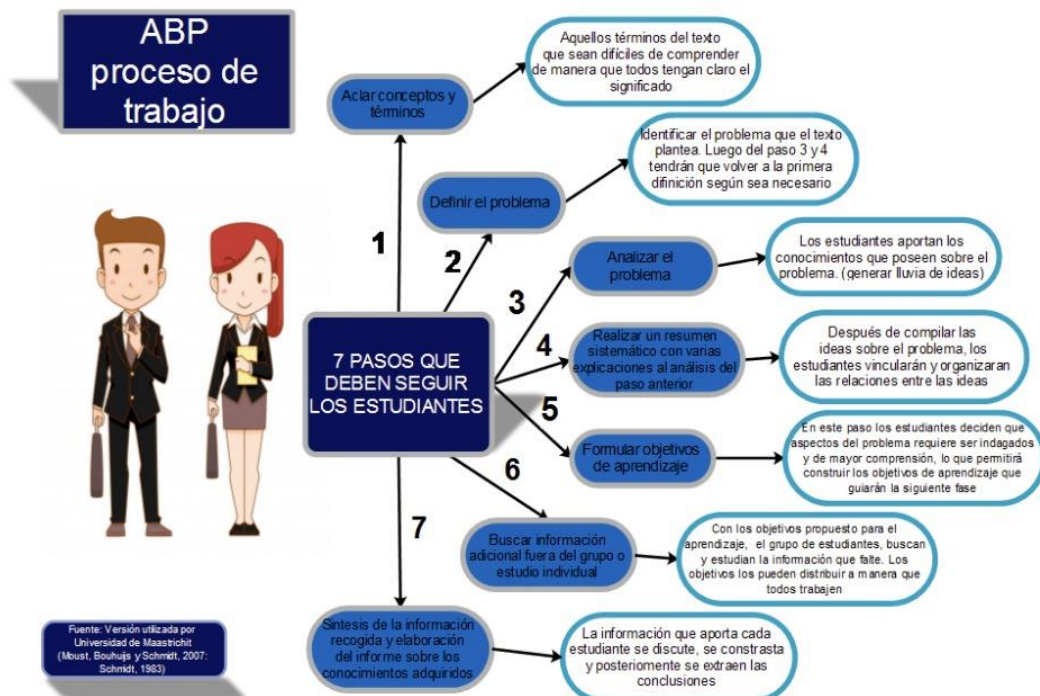 ABP
proceso de
trabajo
Aclar conceptos y
términos
Aquellos términos del texto
que sean difíciles de comprender
de manera que todos tengan claro el
significado
1
Definir el problema
Identificar el problema que el texto
plantea. Luego del paso 3 y 4
tendrán que volver a la primera
difinición según sea necesario
2
Analizar el
problema
Los estudiantes aportan los
conocimientos que poseen sobre el
problema. (generar lluvia de ideas)
3
7 PASOS QUE
DEBEN SEGUIR
LOS ESTUDIANTES
4
Realizar un resumen
sistemático con varias
explicaciones al análisis del
paso anterior
Después de compilar las
ideas sobre el problema, los
estudiantes vincularán y organizaran
las relaciones entre las ideas
5
Formular objetivos
de aprendizaje
En este paso los estudiantes deciden que
aspectos del problema requiere ser indagados
y de mayor comprensión, lo que permitirá
construir los objetivos de aprendizaje que
guiarán la siguiente fase
6
Buscar información
adicional fuera del grupo o
estudio individual
Con los objetivos propuesto para el
aprendizaje, el grupo de estudiantes, buscan
y estudian la información que falte. Los
objetivos los pueden distribuir a manera que
todos trabajen
7
Síntesis de la información
recogida y elaboración
del informe sobre los
conocimientos adquiridos
La información que aporta cada
estudiante se discute, se constrasta
y posteriormente se extraen las
conclusiones
Fuente: Versión utilizada por
Universidad de Maastrichit
(Moust, Bouhuijs y Schmidt, 2007:
Schmidt, 1983)